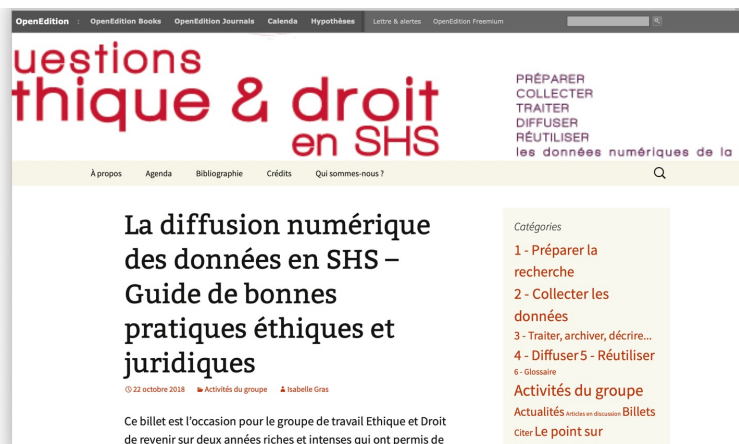 OpenEdition : OpenEdition Books OpenEdition Journals Calenda Hypothèses Lettre & alertes OpenEdition Freemium
uestions
thique & droit
en SHS
PRÉPARER
COLLECTER
TRAITER
DIFFUSER
RÉUTILISER
les données numériques de la
À propos Agenda Bibliographie Crédits Qui sommes-nous ?
La diffusion numérique
des données en SHS –
Guide de bonnes
pratiques éthiques et
juridiques
22 octobre 2018 Activités du groupe Isabelle Gras
Ce billet est l'occasion pour le groupe de travail Ethique et Droit
de revenir sur deux années riches et intenses qui ont permis de
Catégories
1 - Préparer la
recherche
2 - Collecter les
données
3 - Traiter, archiver, décrire...
4 - Diffuser 5 - Réutiliser
6 - Glossaire
Activités du groupe
Actualités Articles en discussion Billets
Citer Le point sur